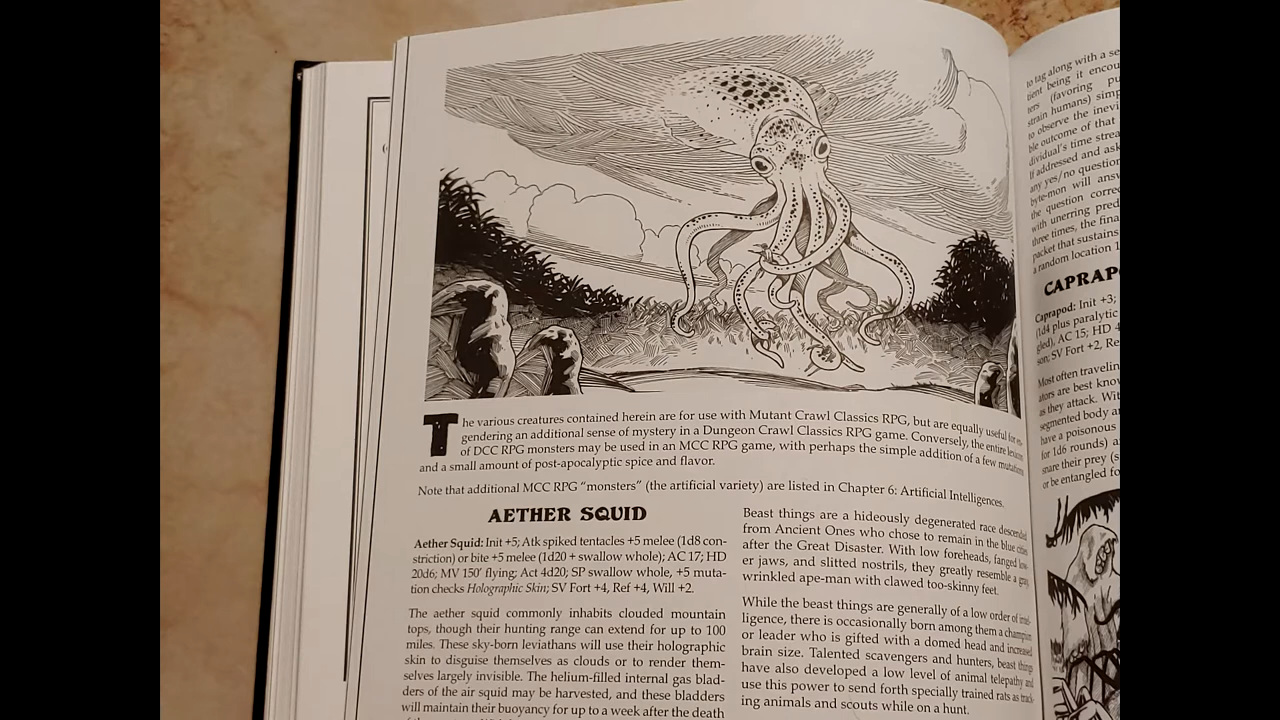 The various creatures contained herein are for use with Mutant Crawl Classics RPG, but are equally useful for en-
gendering an additional sense of mystery in a Dungeon Crawl Classics RPG game. Conversely, the entire lexicon
of DCC RPG monsters may be used in an MCC RPG game, with perhaps the simple addition of a few mutations
and a small amount of post-apocalyptic spice and flavor.
Note that additional MCC RPG “monsters” (the artificial variety) are listed in Chapter 6: Artificial Intelligences.
AETHER SQUID
Aether Squid: Init +5; Atk spiked tentacles +5 melee (1d8 con-
striction) or bite +5 melee (1d20 + swallow whole); AC 17; HD
20d6; MV 150’ flying; Act 4d20; SP swallow whole, +5 muta-
tion checks Holographic Skin; SV Fort +4, Ref +4, Will +2.
The aether squid commonly inhabits clouded mountain
tops, though their hunting range can extend for up to 100
miles. These sky-born leviathans will use their holographic
skin to disguise themselves as clouds or to render them-
selves largely invisible. The helium-filled internal gas blad-
ders of the air squid may be harvested, and these bladders
will maintain their buoyancy for up to a week after the death
Beast things are a hideously degenerated race descended
from Ancient Ones who chose to remain in the blue cities
after the Great Disaster. With low foreheads, fanged low-
er jaws, and slitted nostrils, they greatly resemble a gray
wrinkled ape-man with clawed too-skinny feet.
While the beast things are generally of a low order of intel-
ligence, there is occasionally born among them a champion
or leader who is gifted with a domed head and increased
brain size. Talented scavengers and hunters, beast things
have also developed a low level of animal telepathy and
use this power to send forth specially trained rats as track-
ing animals and scouts while on a hunt.
to tag along with a se
tient being it encou
ters (favoring pu
strain humans) simp
to observe the inevi
ble outcome of that
dividual's time strea
If addressed and ask
any yes/no question
byte-mon will answ
the question correc
with unerring pred
three times, the fina
packet that sustains
a random location 1
CAPRAPO
Caprapod: Init +3;
(1d4 plus paralytic
gled), AC 15; HD 4
son; SV Fort +2, Re
Most often travelin
ators are best know
as they attack. Wit
segmented body a
have a poisonous
for 1d6 rounds) a
snare their prey (s
or be entangled fo